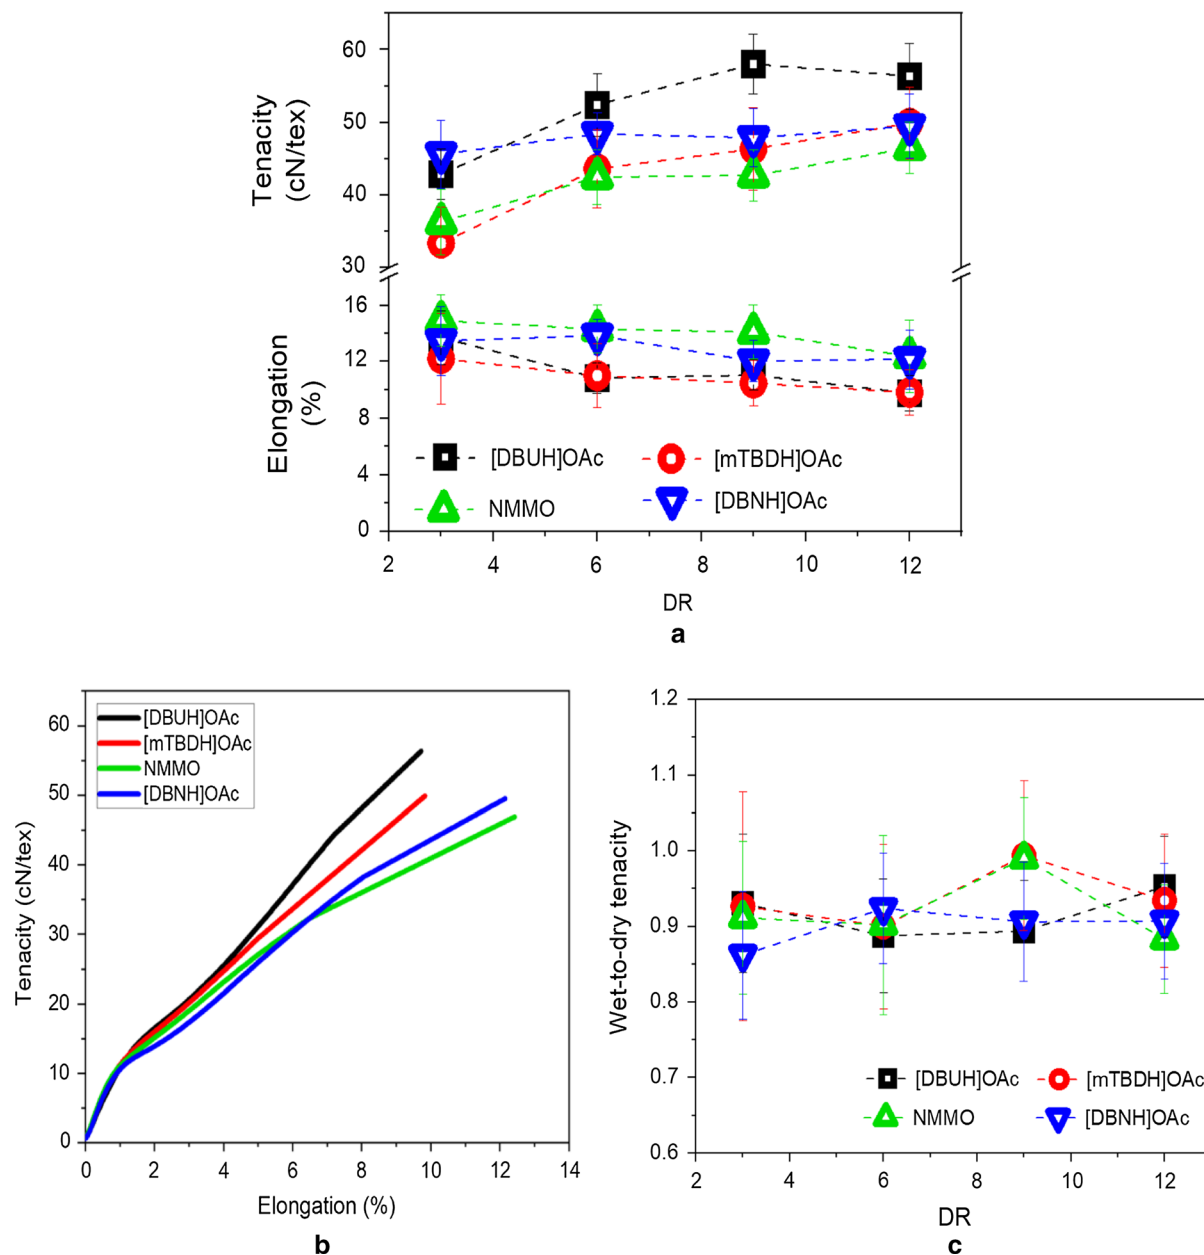 Tenacity
(cN/tex)
60
50
40
30
Elongation
(%)
16
12
8
4
0
[DBUH]OAc
[mTBDH]OAc
NMMO
[DBNH]OAc
2
4
6
8
10
12
DR
a
Tenacity (cN/tex)
60
50
40
30
20
10
0
[DBUH]OAc
[mTBDH]OAc
NMMO
[DBNH]OAc
0
2
4
6
8
10
12
14
Elongation (%)
b
Wet-to-dry tenacity
1.2
1.1
1.0
0.9
0.8
0.7
0.6
[DBUH]OAc
[mTBDH]OAc
NMMO
[DBNH]OAc
2
4
6
8
10
12
DR
c